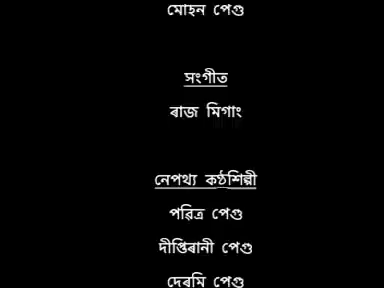 মোহন পেগু
সংগীত
ৰাজ মিগাং
নেপথ্য কণ্ঠশিল্পী
পৱিত্ৰ পেগু
দীপ্তিৰানী পেগু
দেৰমি পেগু